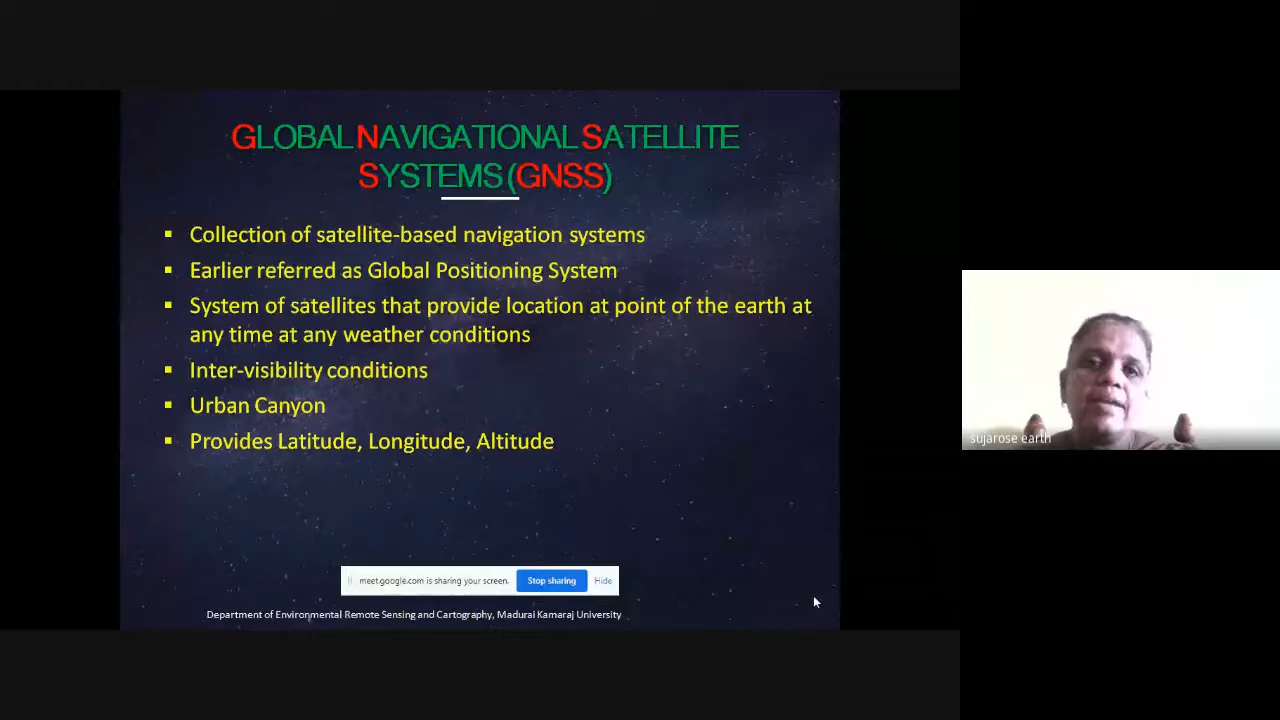 GLOBAL NAVIGATIONAL SATELLITE
SYSTEMS (GNSS)
▪ Collection of satellite-based navigation systems
▪ Earlier referred as Global Positioning System
▪ System of satellites that provide location at point of the earth at
any time at any weather conditions
▪ Inter-visibility conditions
▪ Urban Canyon
▪ Provides Latitude, Longitude, Altitude
sujarose earth
meet.google.com is sharing your screen. Stop sharing Hide
Department of Environmental Remote Sensing and Cartography, Madurai Kamaraj University